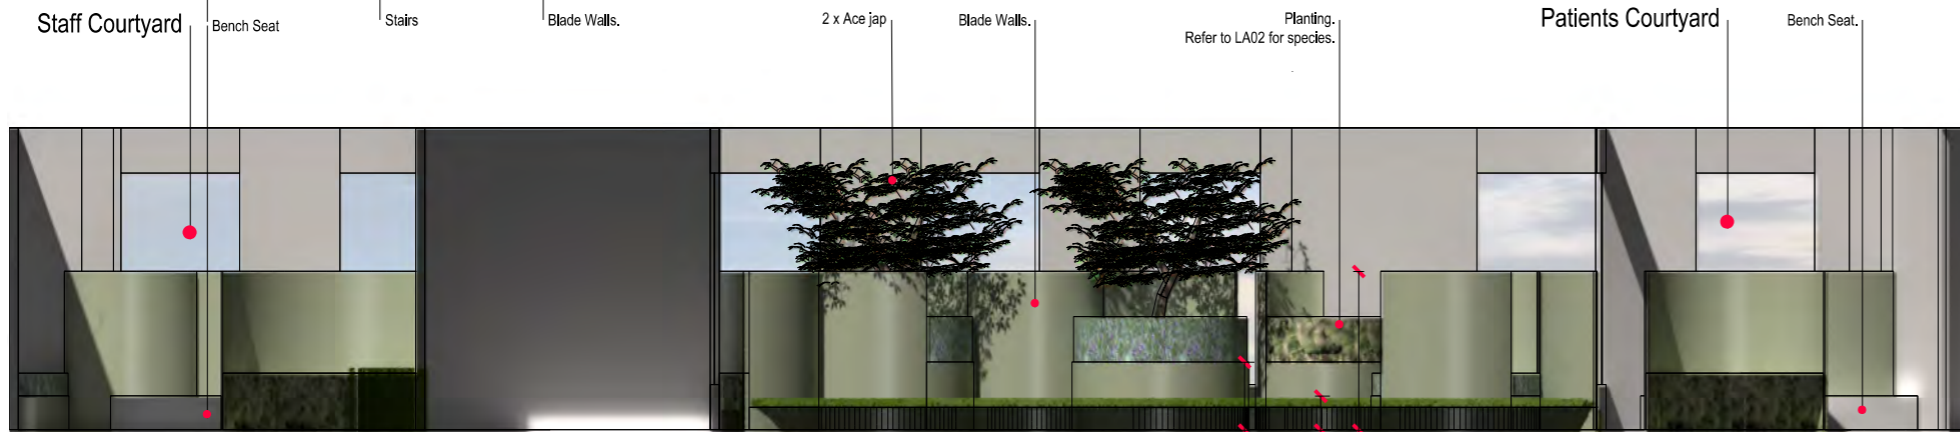 Staff Courtyard
Bench Seat
Stairs
Blade Walls.
2 x Ace jap
Blade Walls.
Planting.
Refer to LA02 for species.
Patients Courtyard
Bench Seat.